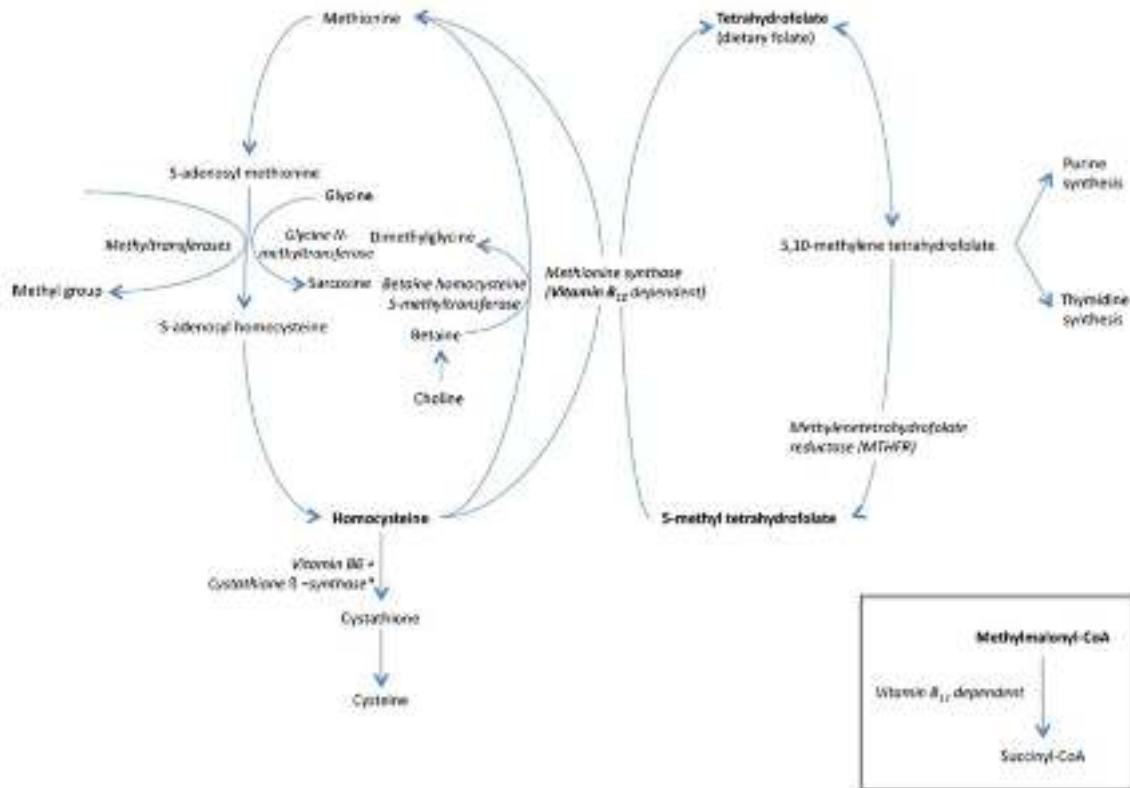 Methionine
Tetrahydrofolate
(dietary folate)
S-adenosyl methionine
Glycine
Purine
synthesis
Methyltransferases
Glycine N-
methyltransferase
Dimethylglycine
5,10-methylene tetrahydrofolate
Methyl group
Sarcosine
Betaine homocysteine
S-methyltransferase
Methionine synthase
(Vitamin B12 dependent)
Thymidine
synthesis
S-adenosyl homocysteine
Betaine
Choline
Methylenetetrahydrofolate
reductase (MTHFR)
Homocysteine
5-methyl tetrahydrofolate
Vitamin B6 +
Cystathione β –synthase*
Cystathione
Cysteine
Methylmalonyl-CoA
Vitamin B12 dependent
Succinyl-CoA